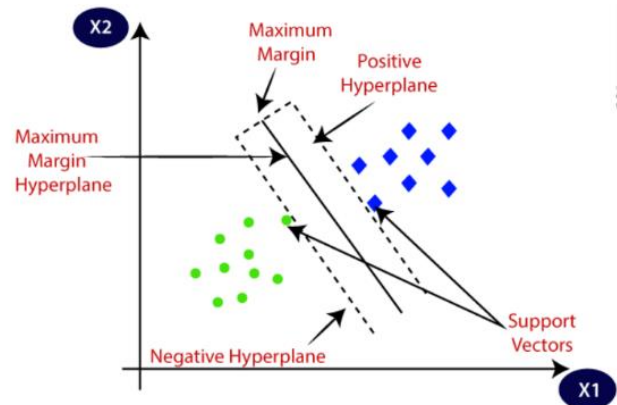 X2
Maximum
Margin
Positive
Hyperplane
Maximum
Margin
Hyperplane
Support
Vectors
Negative Hyperplane
X1